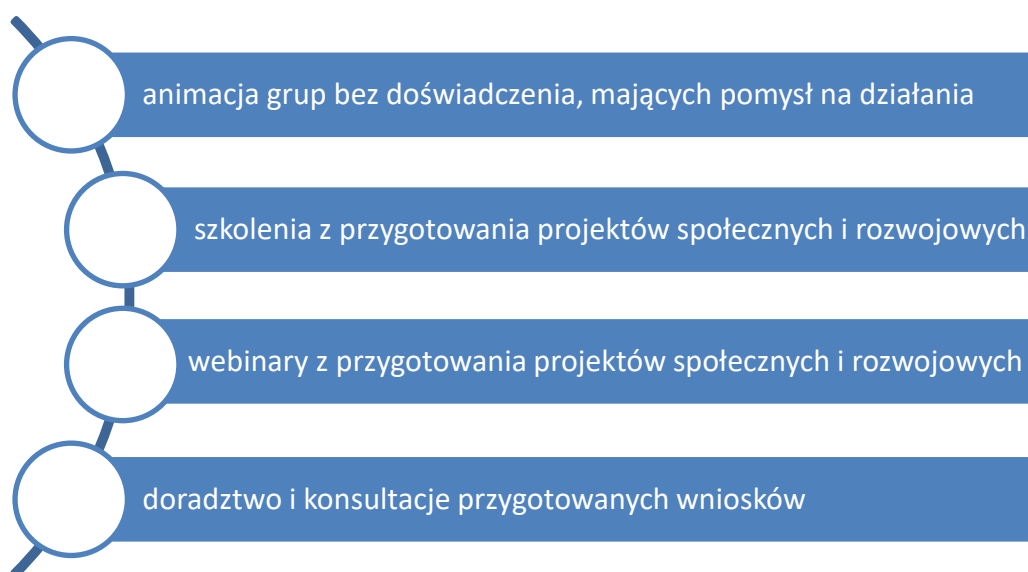 animacja grup bez doświadczenia, mających pomysł na działania
szkolenia z przygotowania projektów społecznych i rozwojowych
webinary z przygotowania projektów społecznych i rozwojowych
doradztwo i konsultacje przygotowanych wniosków